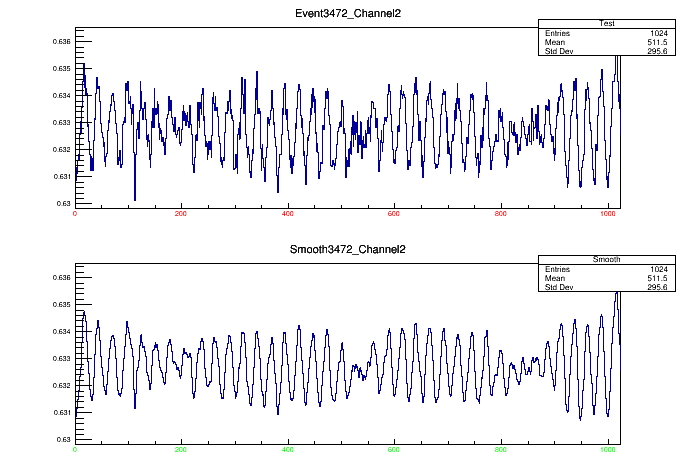 Event3472_Channel2
Test
Entries 1024
Mean 511.5
Std Dev 295.6
0.636
0.635
0.634
0.633
0.632
0.631
0.63
0 200 400 600 800 1000
Smooth3472_Channel2
Smooth
Entries 1024
Mean 511.5
Std Dev 295.6
0.636
0.635
0.634
0.633
0.632
0.631
0.63
0 200 400 600 800 1000